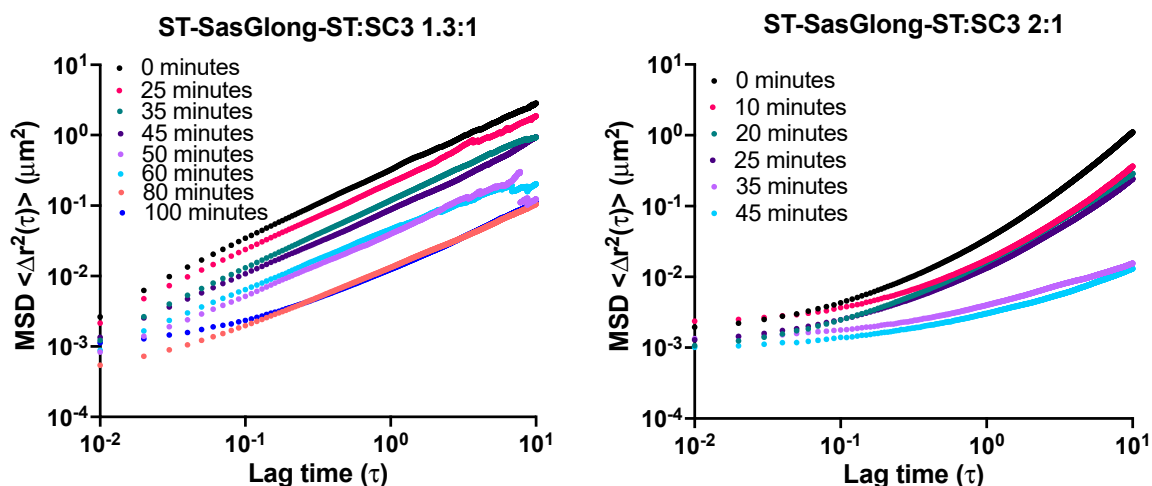 ST-SasGlong-ST:SC3 1.3:1
MSD <Δr²(τ)> (μm²)
10¹
10⁰
10⁻¹
10⁻²
10⁻³
10⁻⁴
0 minutes
25 minutes
35 minutes
45 minutes
50 minutes
60 minutes
80 minutes
100 minutes
10⁻² 10⁻¹ 10⁰ 10¹
Lag time (τ)
ST-SasGlong-ST:SC3 2:1
MSD <Δr²(τ)> (μm²)
10¹
10⁰
10⁻¹
10⁻²
10⁻³
10⁻⁴
0 minutes
10 minutes
20 minutes
25 minutes
35 minutes
45 minutes
10⁻² 10⁻¹ 10⁰ 10¹
Lag time (τ)